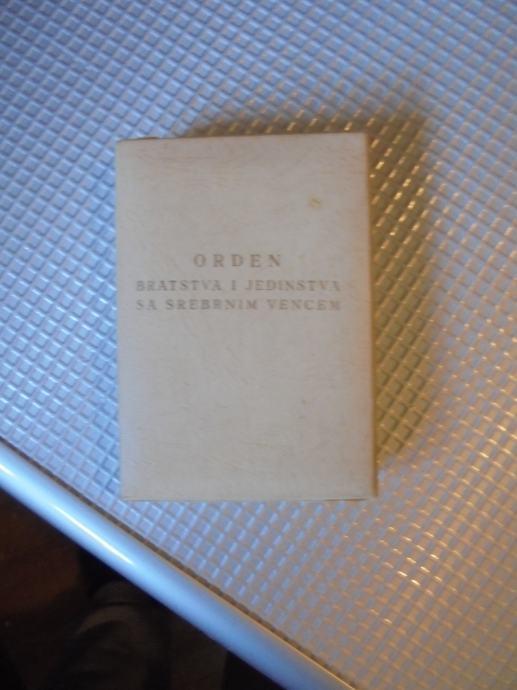 ORDEN
BRATSTVA I JEDINSTVA
SA SREBRNIM VENCEM